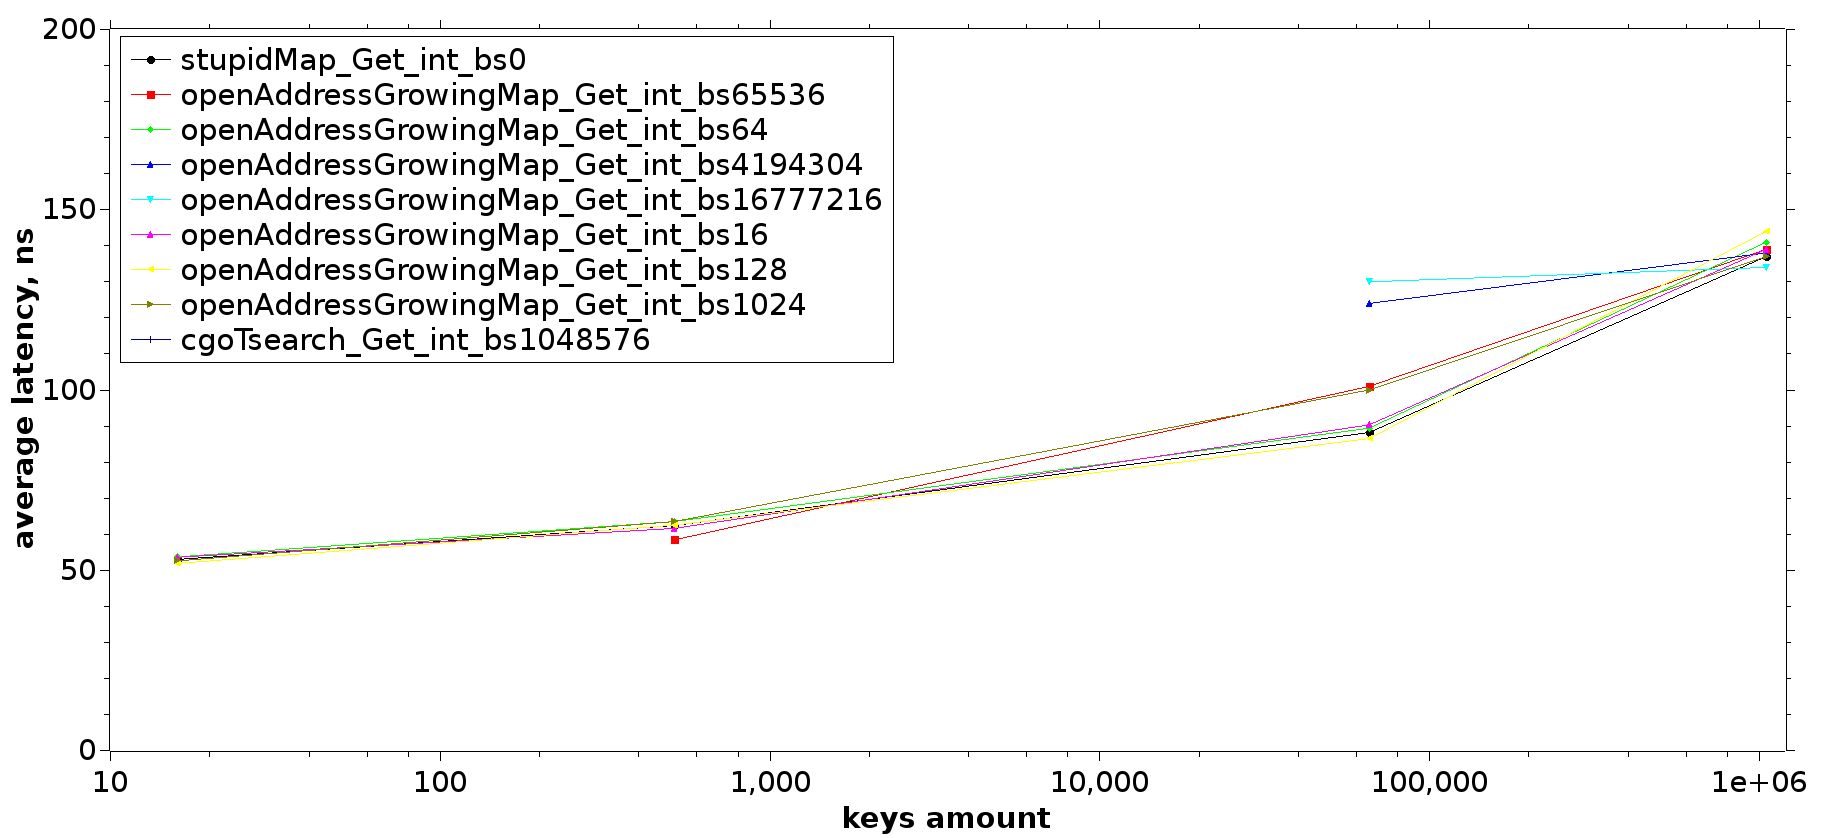 200
150
100
50
0
average latency, ns
stupidMap_Get_int_bs0
openAddressGrowingMap_Get_int_bs65536
openAddressGrowingMap_Get_int_bs64
openAddressGrowingMap_Get_int_bs4194304
openAddressGrowingMap_Get_int_bs16777216
openAddressGrowingMap_Get_int_bs16
openAddressGrowingMap_Get_int_bs128
openAddressGrowingMap_Get_int_bs1024
cgoTsearch_Get_int_bs1048576
10 100 1,000 10,000 100,000 1e+06
keys amount